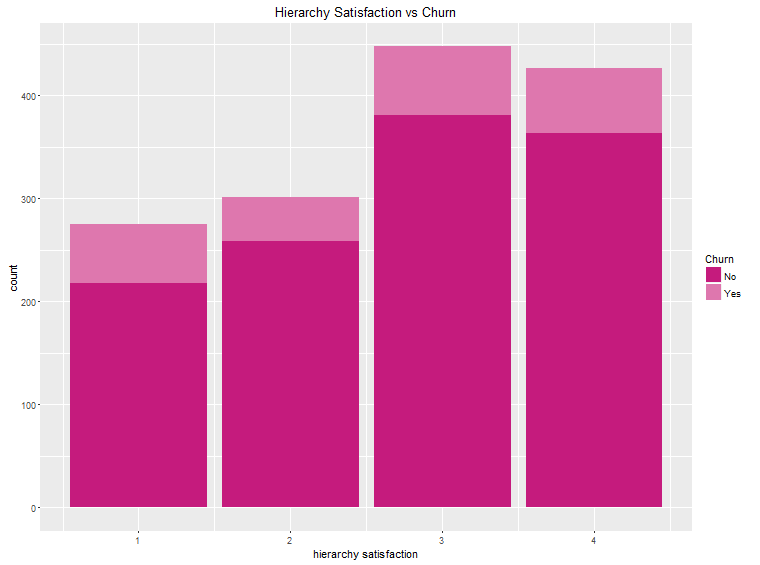 Hierarchy Satisfaction vs Churn
count
400
300
200
100
0
1 2 3 4
hierarchy satisfaction
Churn
No
Yes